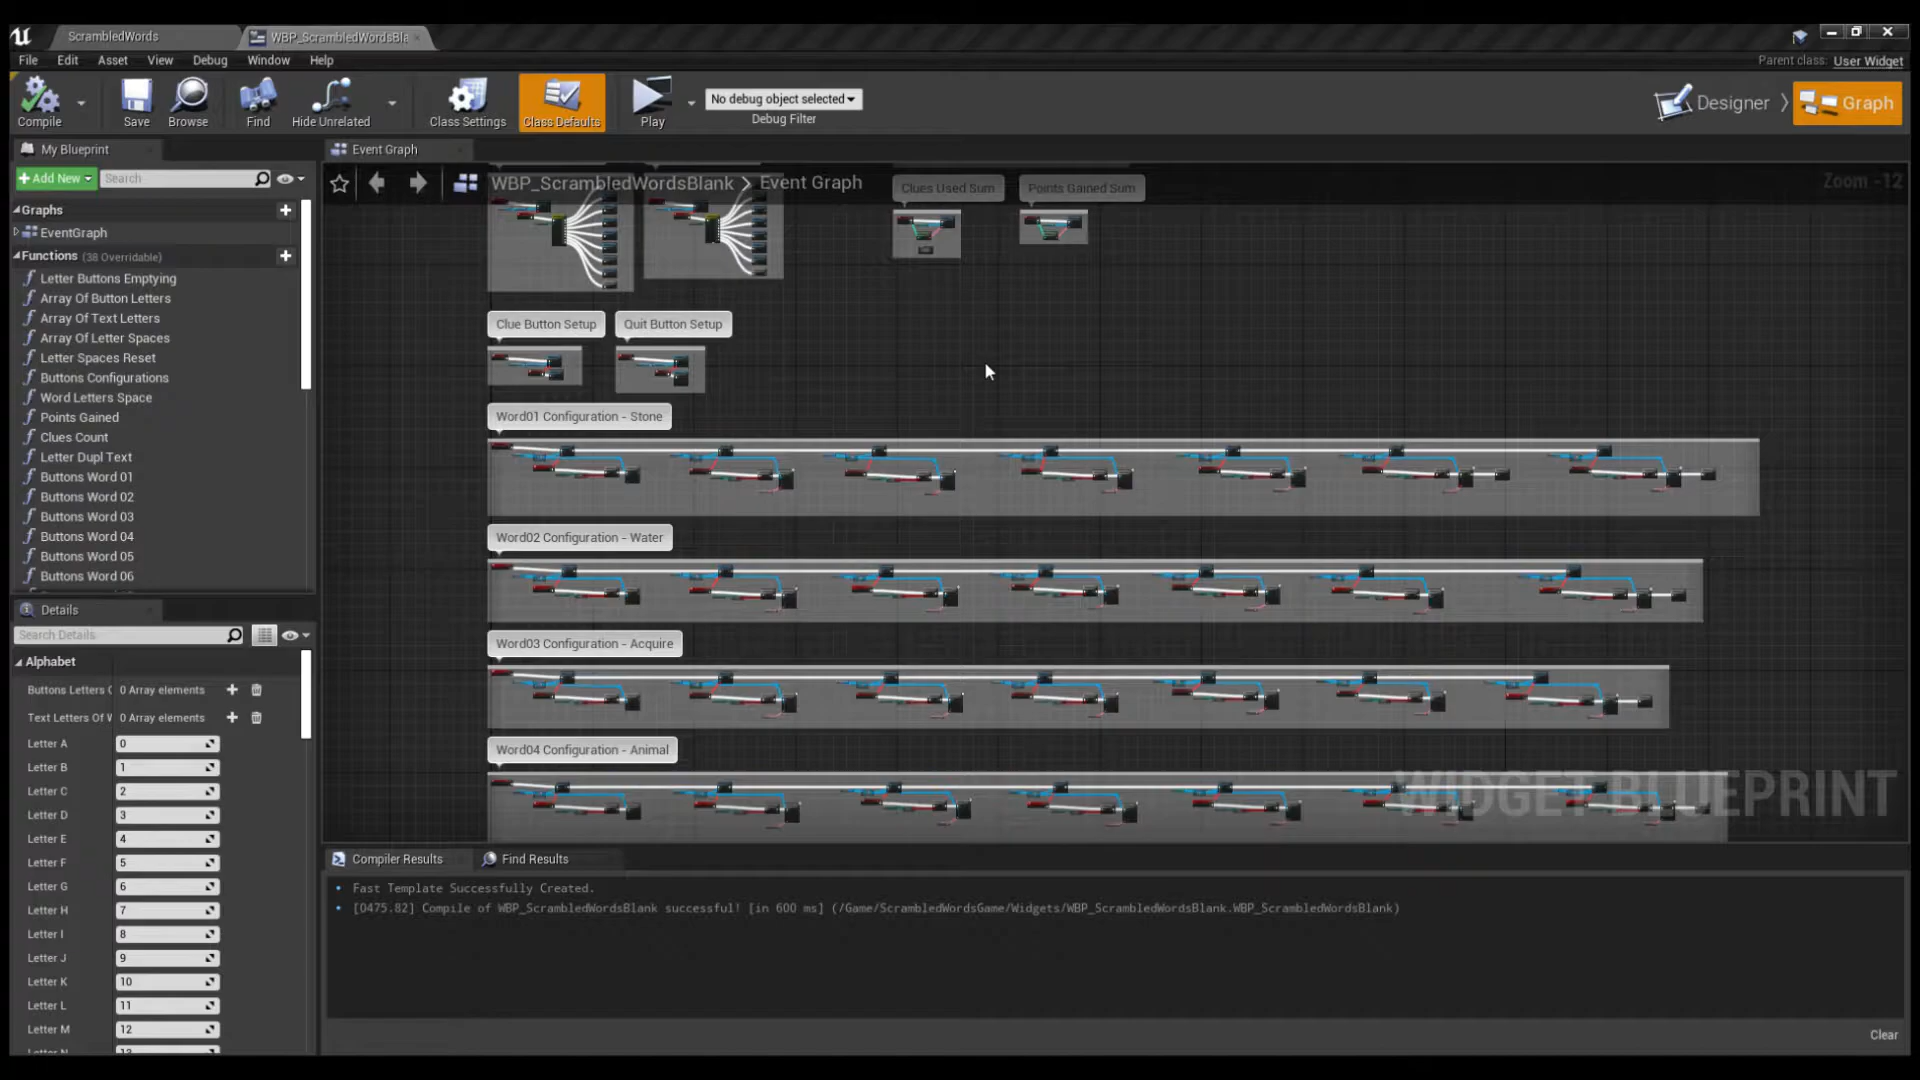 ScrambledWords
WBP_ScrambledWordsBla
File Edit Asset View Debug Window Help
Parent class: User Widget
Compile Save Browse Find Hide Unrelated Class Settings Class Defaults Play
No debug object selected
Debug Filter
Designer Graph
My Blueprint
Event Graph
Add New Search
WBP_ScrambledWordsBlank > Event Graph
Zoom -12
Clues Used Sum
Points Gained Sum
Graphs
EventGraph
Functions (38 Overridable)
Letter Buttons Emptying
Array Of Button Letters
Array Of Text Letters
Array Of Letter Spaces
Letter Spaces Reset
Buttons Configurations
Word Letters Space
Points Gained
Clues Count
Letter Dupl Text
Buttons Word 01
Buttons Word 02
Buttons Word 03
Buttons Word 04
Buttons Word 05
Buttons Word 06
Clue Button Setup
Quit Button Setup
Word01 Configuration - Stone
Word02 Configuration - Water
Word03 Configuration - Acquire
Word04 Configuration - Animal
WIDGET BLUEPRINT
Details
Search Details
Alphabet
Buttons Letters 0 Array elements
Text Letters Of 0 Array elements
Letter A 0
Letter B 1
Letter C 2
Letter D 3
Letter E 4
Letter F 5
Letter G 6
Letter H 7
Letter I 8
Letter J 9
Letter K 10
Letter L 11
Letter M 12
Compiler Results
Find Results
Fast Template Successfully Created.
[0475.82] Compile of WBP_ScrambledWordsBlank successful! [in 600 ms] (/Game/ScrambledWordsGame/Widgets/WBP_ScrambledWordsBlank.WBP_ScrambledWordsBlank)
Clear